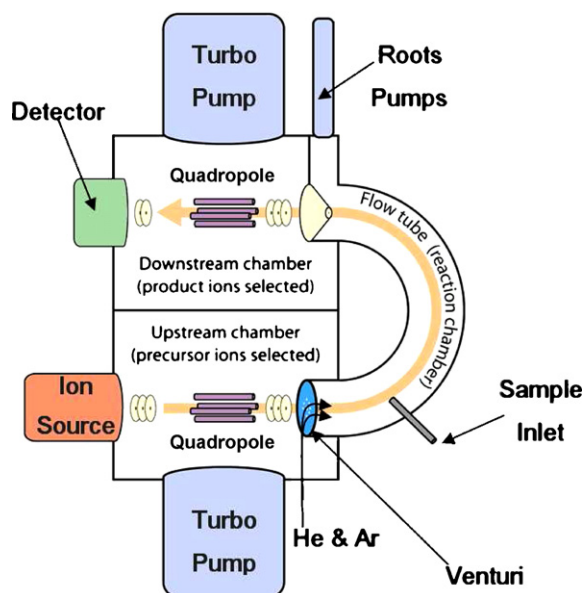 Turbo
Pump
Roots
Pumps
Detector
Quadropole
Flow tube (reaction chamber)
Downstream chamber
(product ions selected)
Upstream chamber
(precursor ions selected)
Ion
Source
Sample
Inlet
Quadropole
Turbo
Pump
He & Ar
Venturi